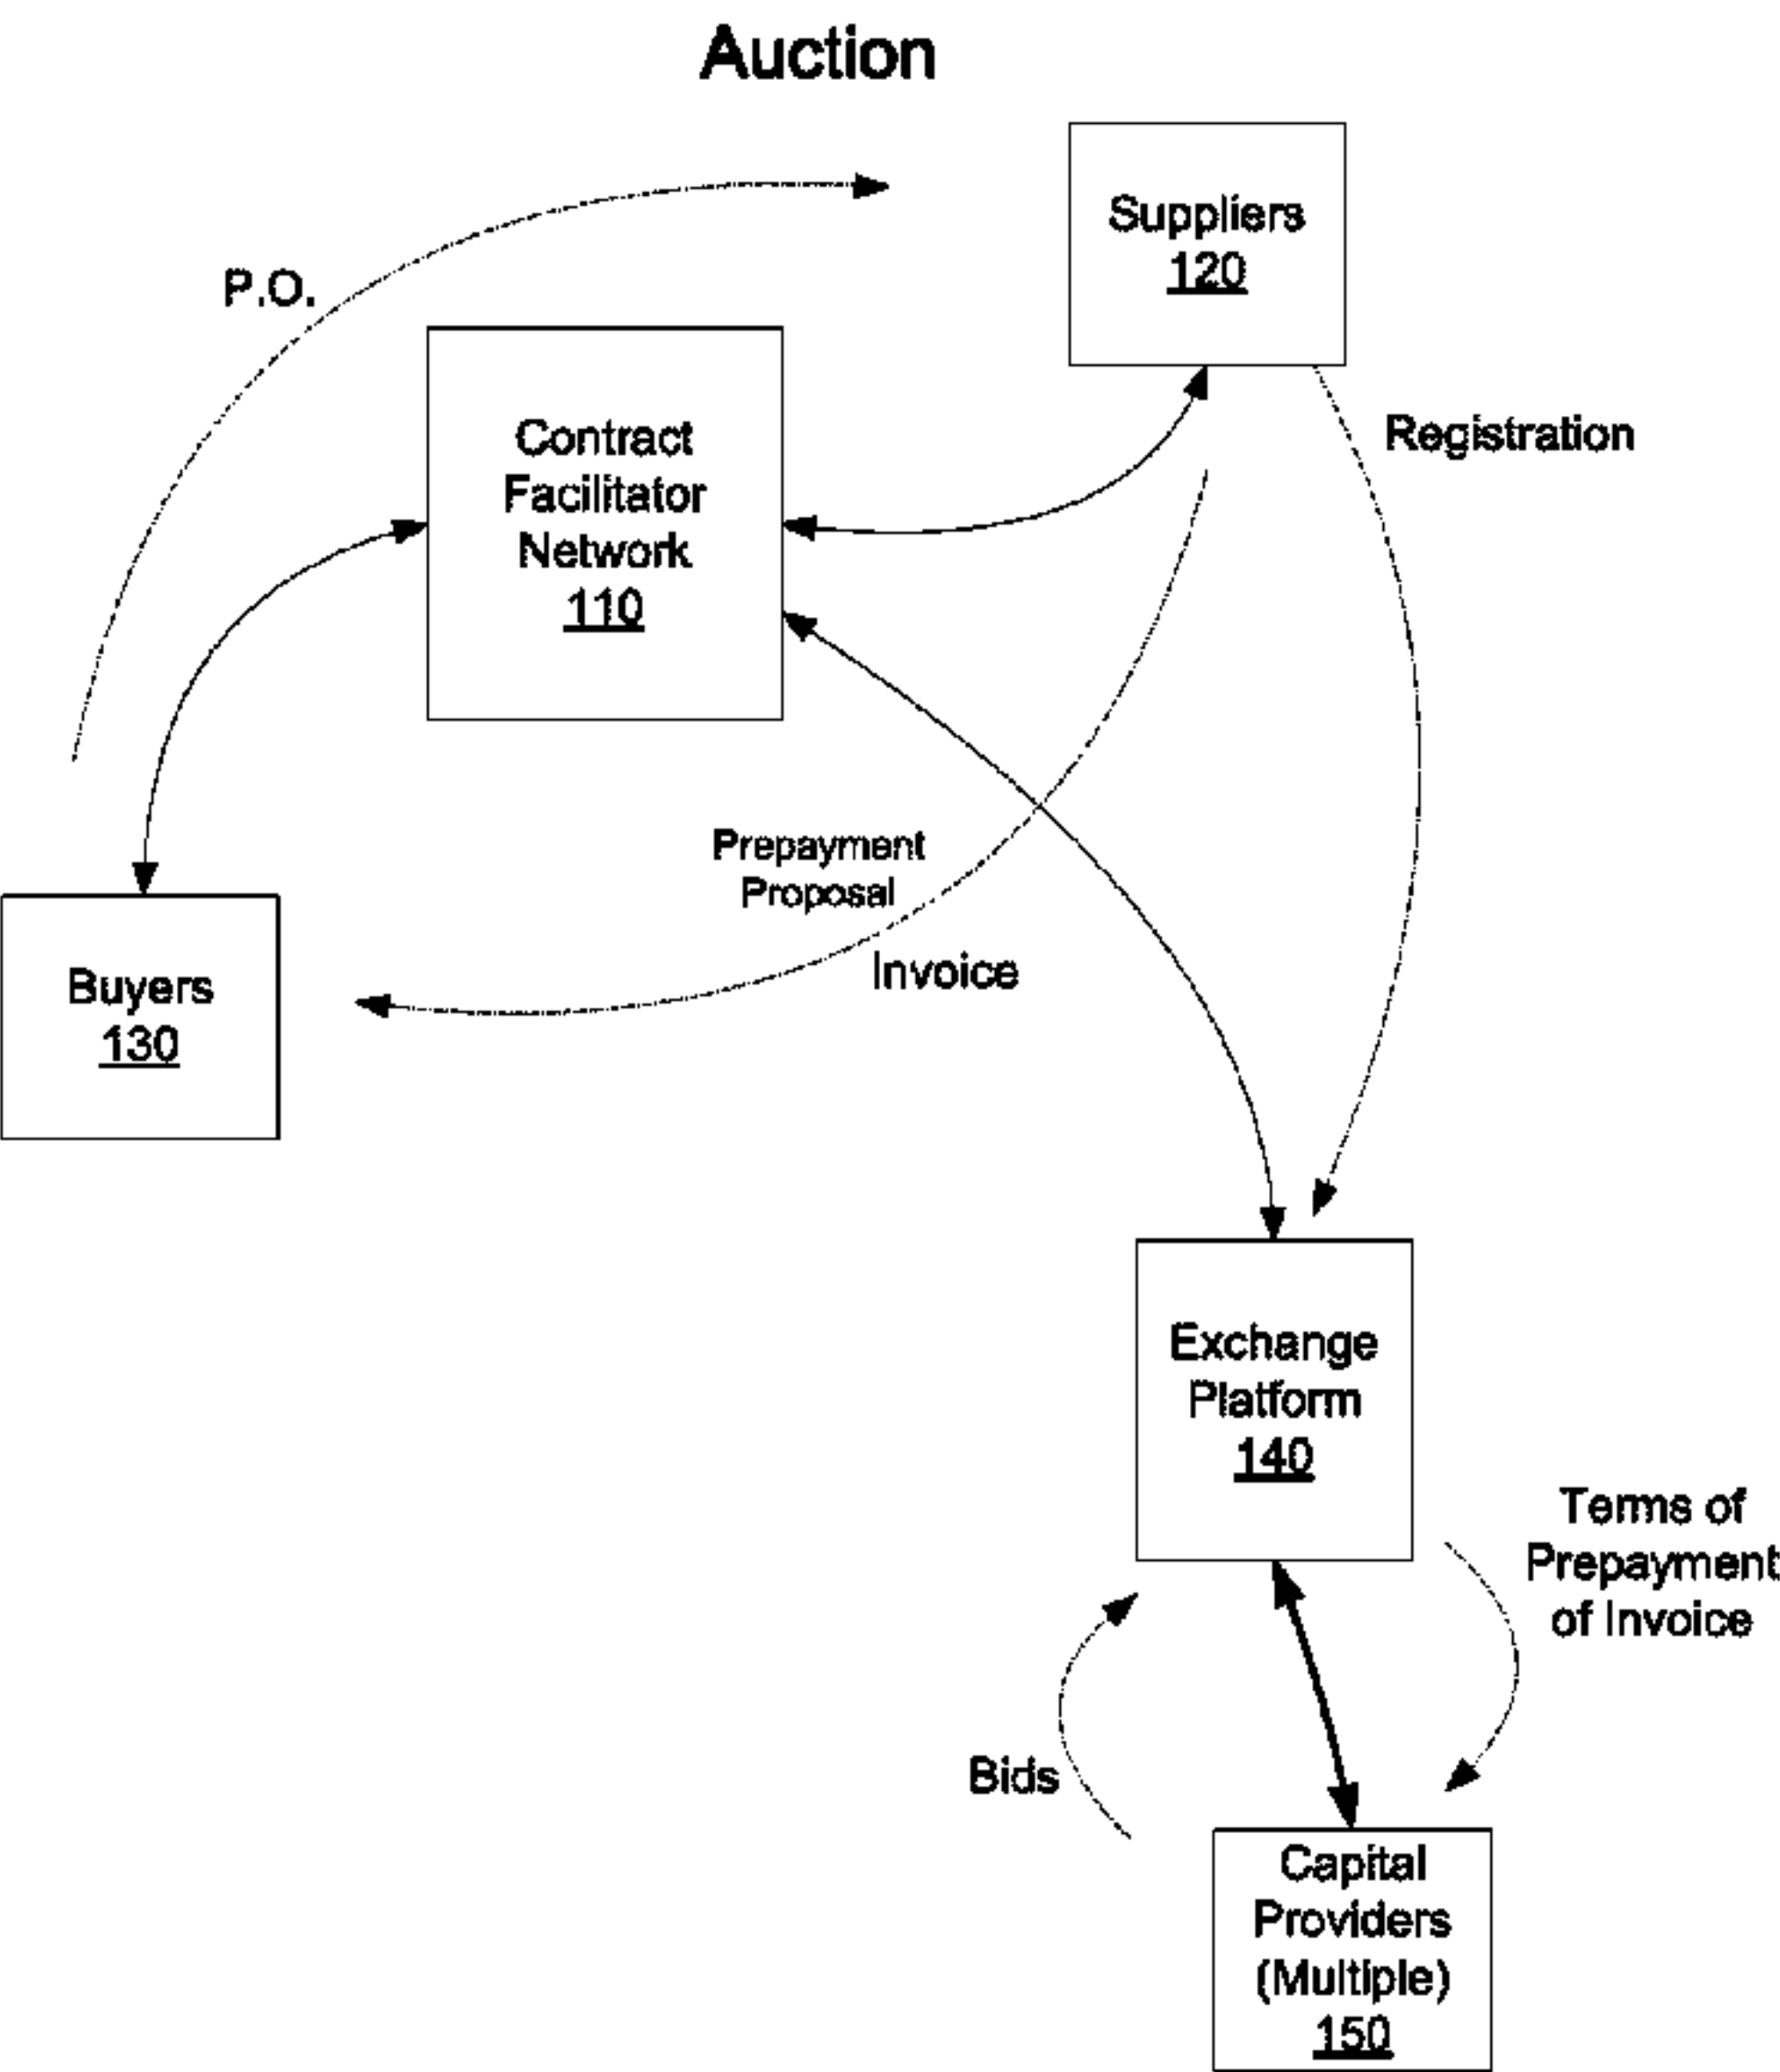 Auction
Suppliers
120
P.O.
Contract
Facilitator
Network
110
Registration
Prepayment
Proposal
Invoice
Buyers
130
Exchange
Platform
140
Terms of
Prepayment
of Invoice
Bids
Capital
Providers
(Multiple)
150